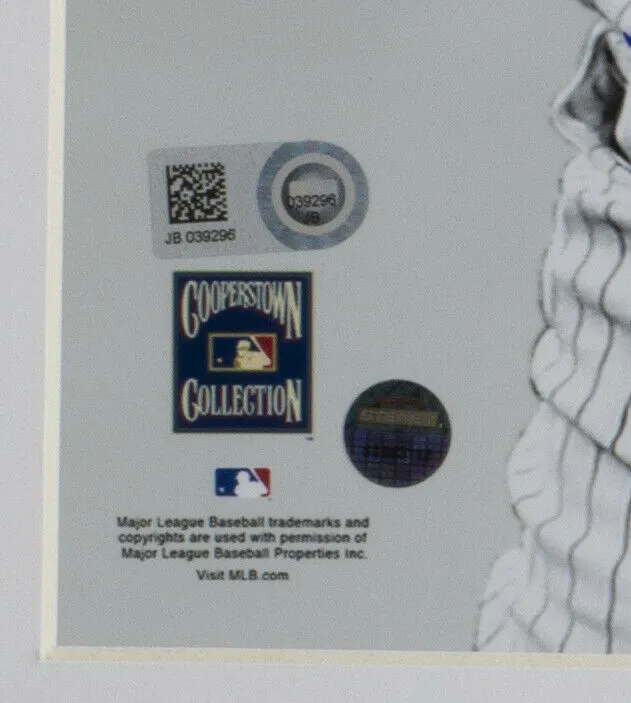 039296
JB
JB 039296
COOPERSTOWN
COLLECTION
STEINER
Major League Baseball trademarks and
copyrights are used with permission of
Major League Baseball Properties Inc.
Visit MLB.com